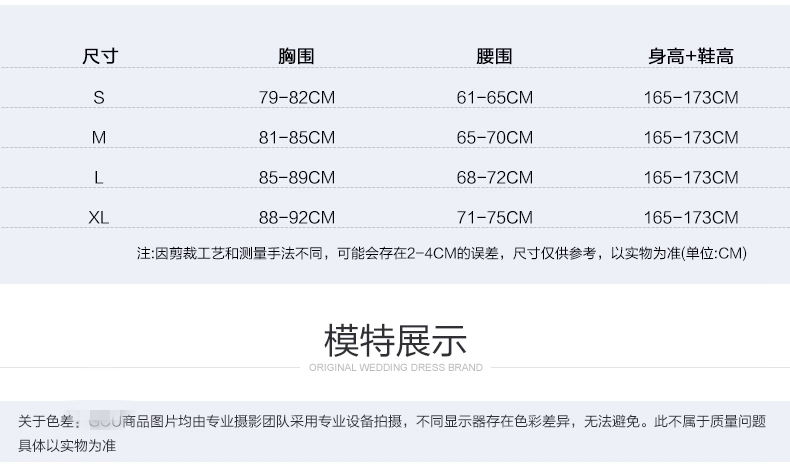 尺寸 胸围 腰围 身高+鞋高
S 79-82CM 61-65CM 165-173CM
M 81-85CM 65-70CM 165-173CM
L 85-89CM 68-72CM 165-173CM
XL 88-92CM 71-75CM 165-173CM
注:因剪裁工艺和测量手法不同，可能会存在2-4CM的误差，尺寸仅供参考，以实物为准(单位:CM)
模特展示
ORIGINAL WEDDING DRESS BRAND
关于色差：商品图片均由专业摄影团队采用专业设备拍摄，不同显示器存在色彩差异，无法避免。此不属于质量问题
具体以实物为准